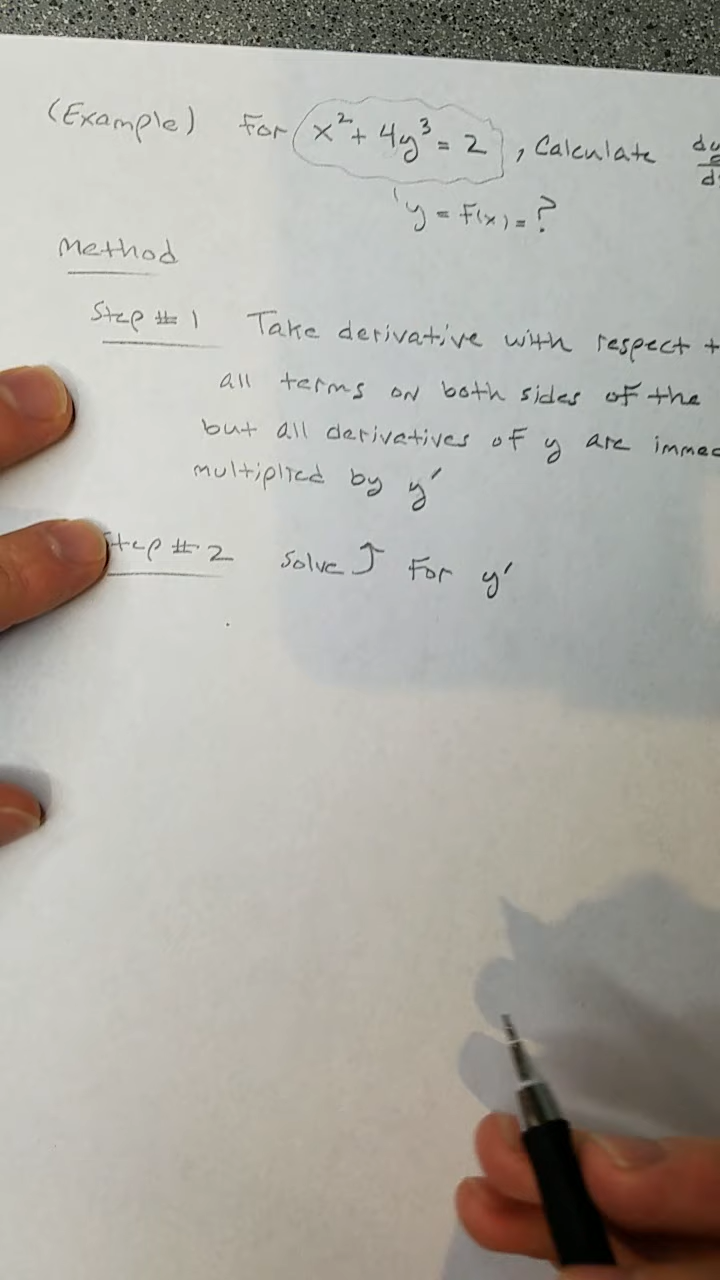 (Example) For x² + 4y³ = 2, Calculate
y = F(x) = ?
Method
Step # 1 Take derivative with respect
all terms on both sides of the
but all derivatives of y are
multiplied by y'
Step # 2 Solve ↑ For y'